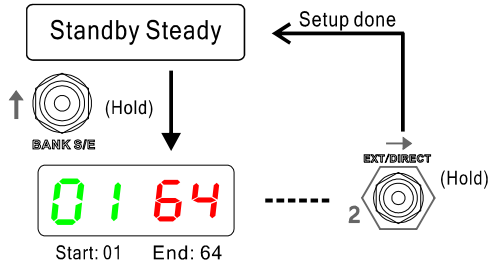 Standby Steady
Setup done
(Hold)
BANK S/E
EXT/DIRECT
(Hold)
2
01 64
Start: 01 End: 64